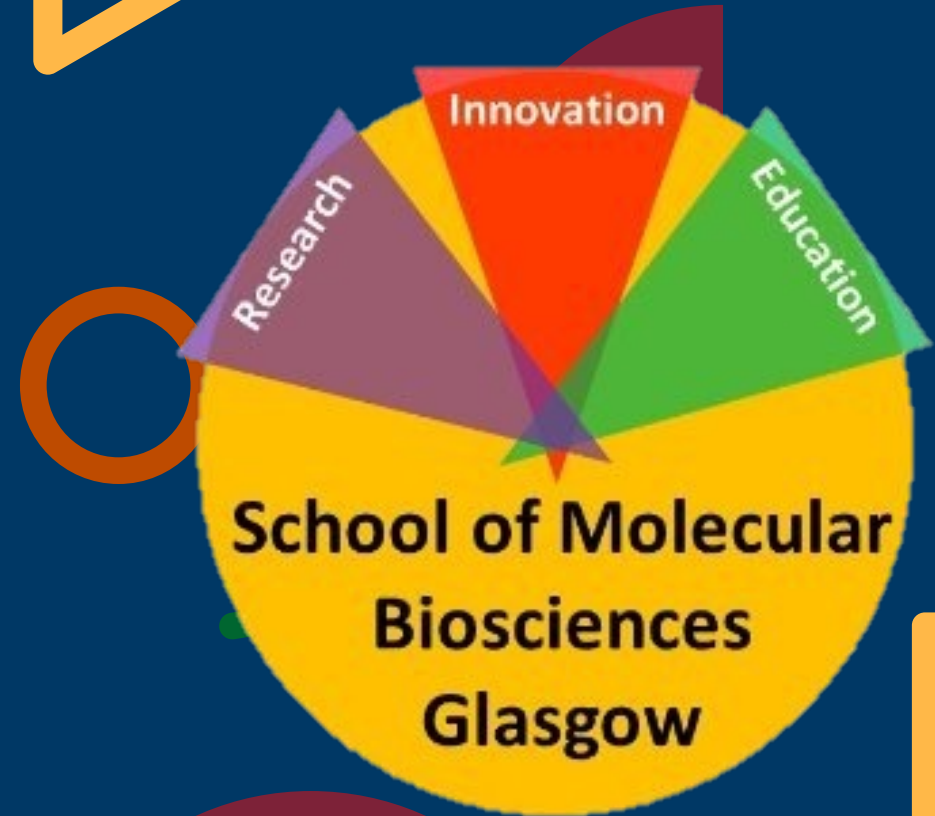 Research
Innovation
Education
School of Molecular
Biosciences
Glasgow